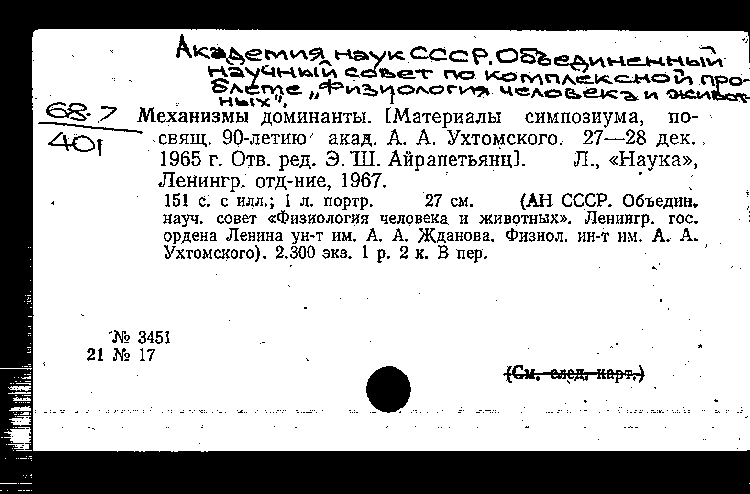 Академия наук СССР. Объединенный
научный совет по комплексной про-
блеме „Физиология человека и живот-
ных".
68-7
401
Механизмы доминанты. [Материалы симпозиума, по-
свящ. 90-летию акад. А. А. Ухтомского. 27—28 дек.
1965 г. Отв. ред. Э. Ш. Айрапетьянц]. Л., «Наука»,
Ленингр. отд-ние, 1967.
151 с. с илл.; 1 л. портр. 27 см. (АН СССР. Объедин.
науч. совет «Физиология человека и животных». Ленингр. гос.
ордена Ленина ун-т им. А. А. Жданова. Физиол. ин-т им. А. А.
Ухтомского). 2.300 экз. 1 р. 2 к. В пер.
№ 3451
21 № 17
(См. след. карт.)